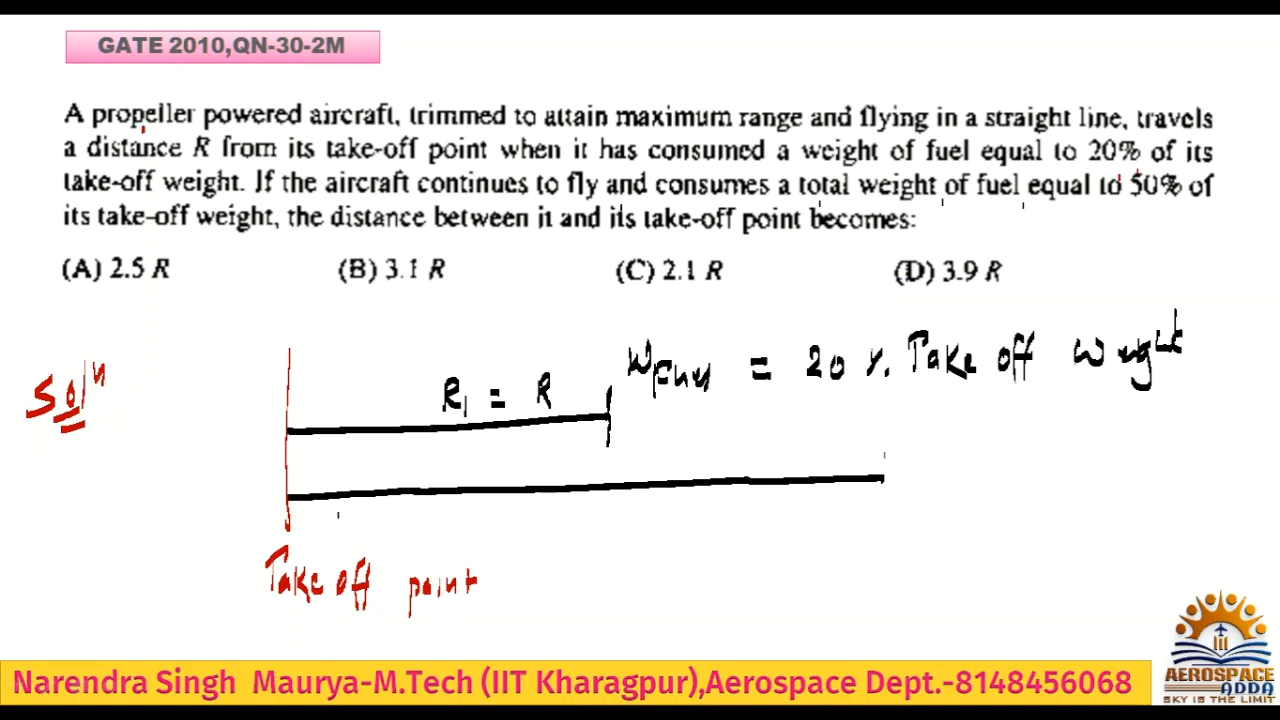 GATE 2010,QN-30-2M
A propeller powered aircraft, trimmed to attain maximum range and flying in a straight line, travels
a distance R from its take-off point when it has consumed a weight of fuel equal to 20% of its
take-off weight. If the aircraft continues to fly and consumes a total weight of fuel equal to 50% of
its take-off weight, the distance between it and its take-off point becomes:
(A) 2.5 R (B) 3.1 R (C) 2.1 R (D) 3.9 R
Soln
R1 = R
WFuel = 20 %. Take off weight
Take off point
Narendra Singh Maurya-M.Tech (IIT Kharagpur),Aerospace Dept.-8148456068
AEROSPACE
ADDA
SKY IS THE LIMIT